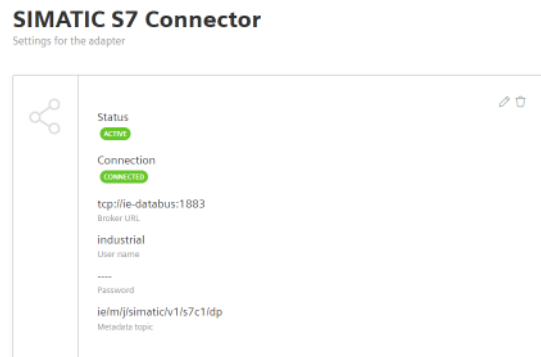 SIMATIC S7 Connector
Settings for the adapter
Status
ACTIVE
Connection
CONNECTED
tcp://ie-databus:1883
Broker URL
industrial
User name
----
Password
ie/m/j/simatic/v1/s7c1/dp
Metadata topic